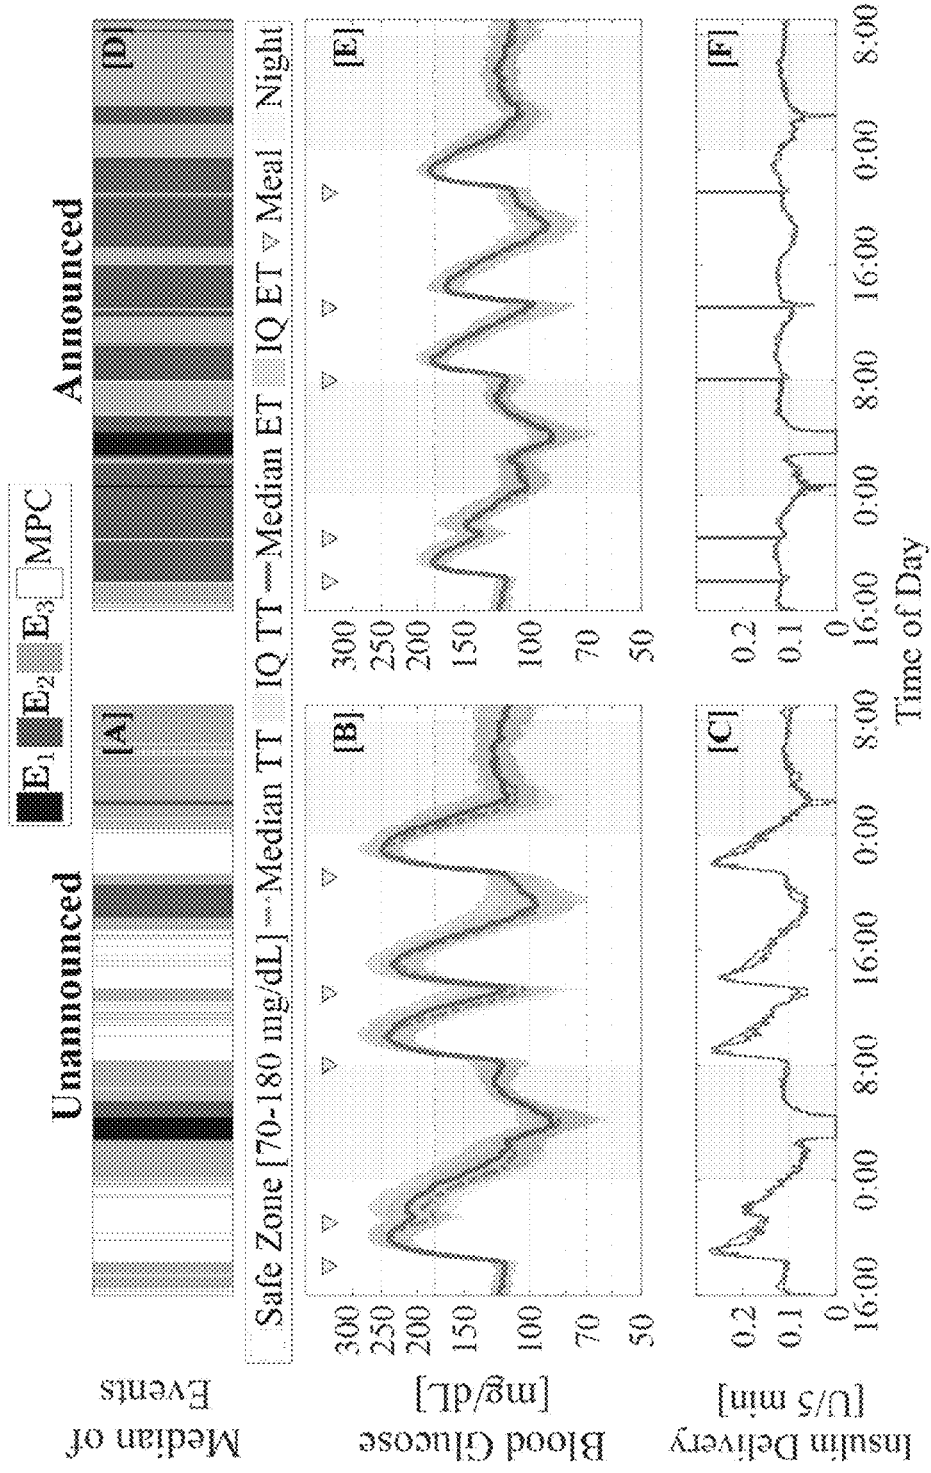 E₁ E₂ E₃ MPC
Unannounced
Announced
Median of
Events
[A]
[D]
Safe Zone [70-180 mg/dL] Median TT IQ TT Median ET IQ ET Meal Night
Blood Glucose
[mg/dL]
300
250
200
150
100
70
50
[B]
300
250
200
150
100
70
50
[E]
Insulin Delivery
[U/5 min]
0.2
0.1
0
[C]
0.2
0.1
0
[F]
16:00 0:00 8:00 16:00 0:00 8:00
16:00 0:00 8:00 16:00 0:00 8:00
Time of Day